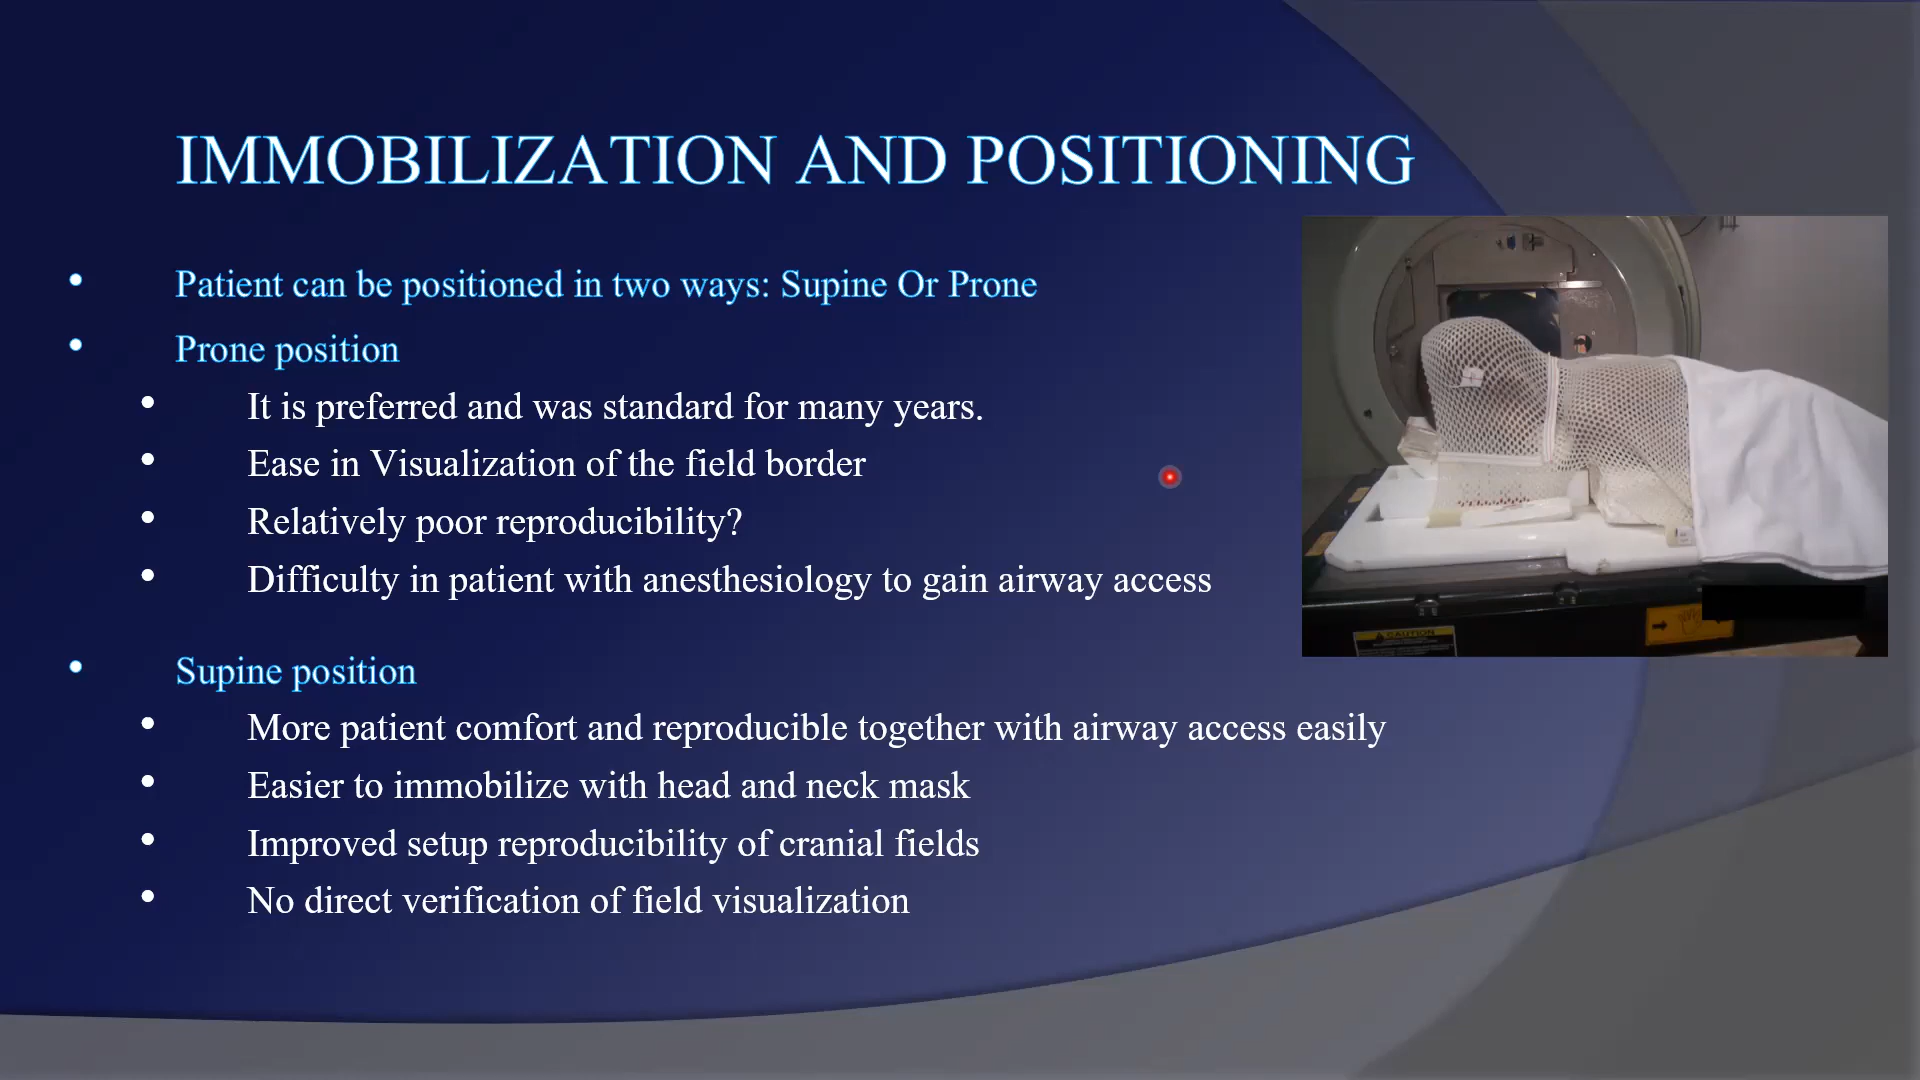 IMMOBILIZATION AND POSITIONING
• Patient can be positioned in two ways: Supine Or Prone
• Prone position
• It is preferred and was standard for many years.
• Ease in Visualization of the field border
• Relatively poor reproducibility?
• Difficulty in patient with anesthesiology to gain airway access
• Supine position
• More patient comfort and reproducible together with airway access easily
• Easier to immobilize with head and neck mask
• Improved setup reproducibility of cranial fields
• No direct verification of field visualization
CAUTION